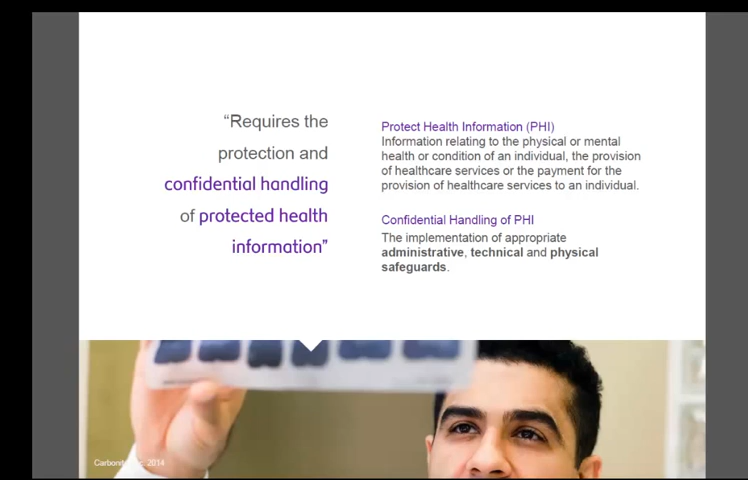 “Requires the
protection and
confidential handling
of protected health
information”
Protect Health Information (PHI)
Information relating to the physical or mental
health or condition of an individual, the provision
of healthcare services or the payment for the
provision of healthcare services to an individual.
Confidential Handling of PHI
The implementation of appropriate
administrative, technical and physical
safeguards.
2014